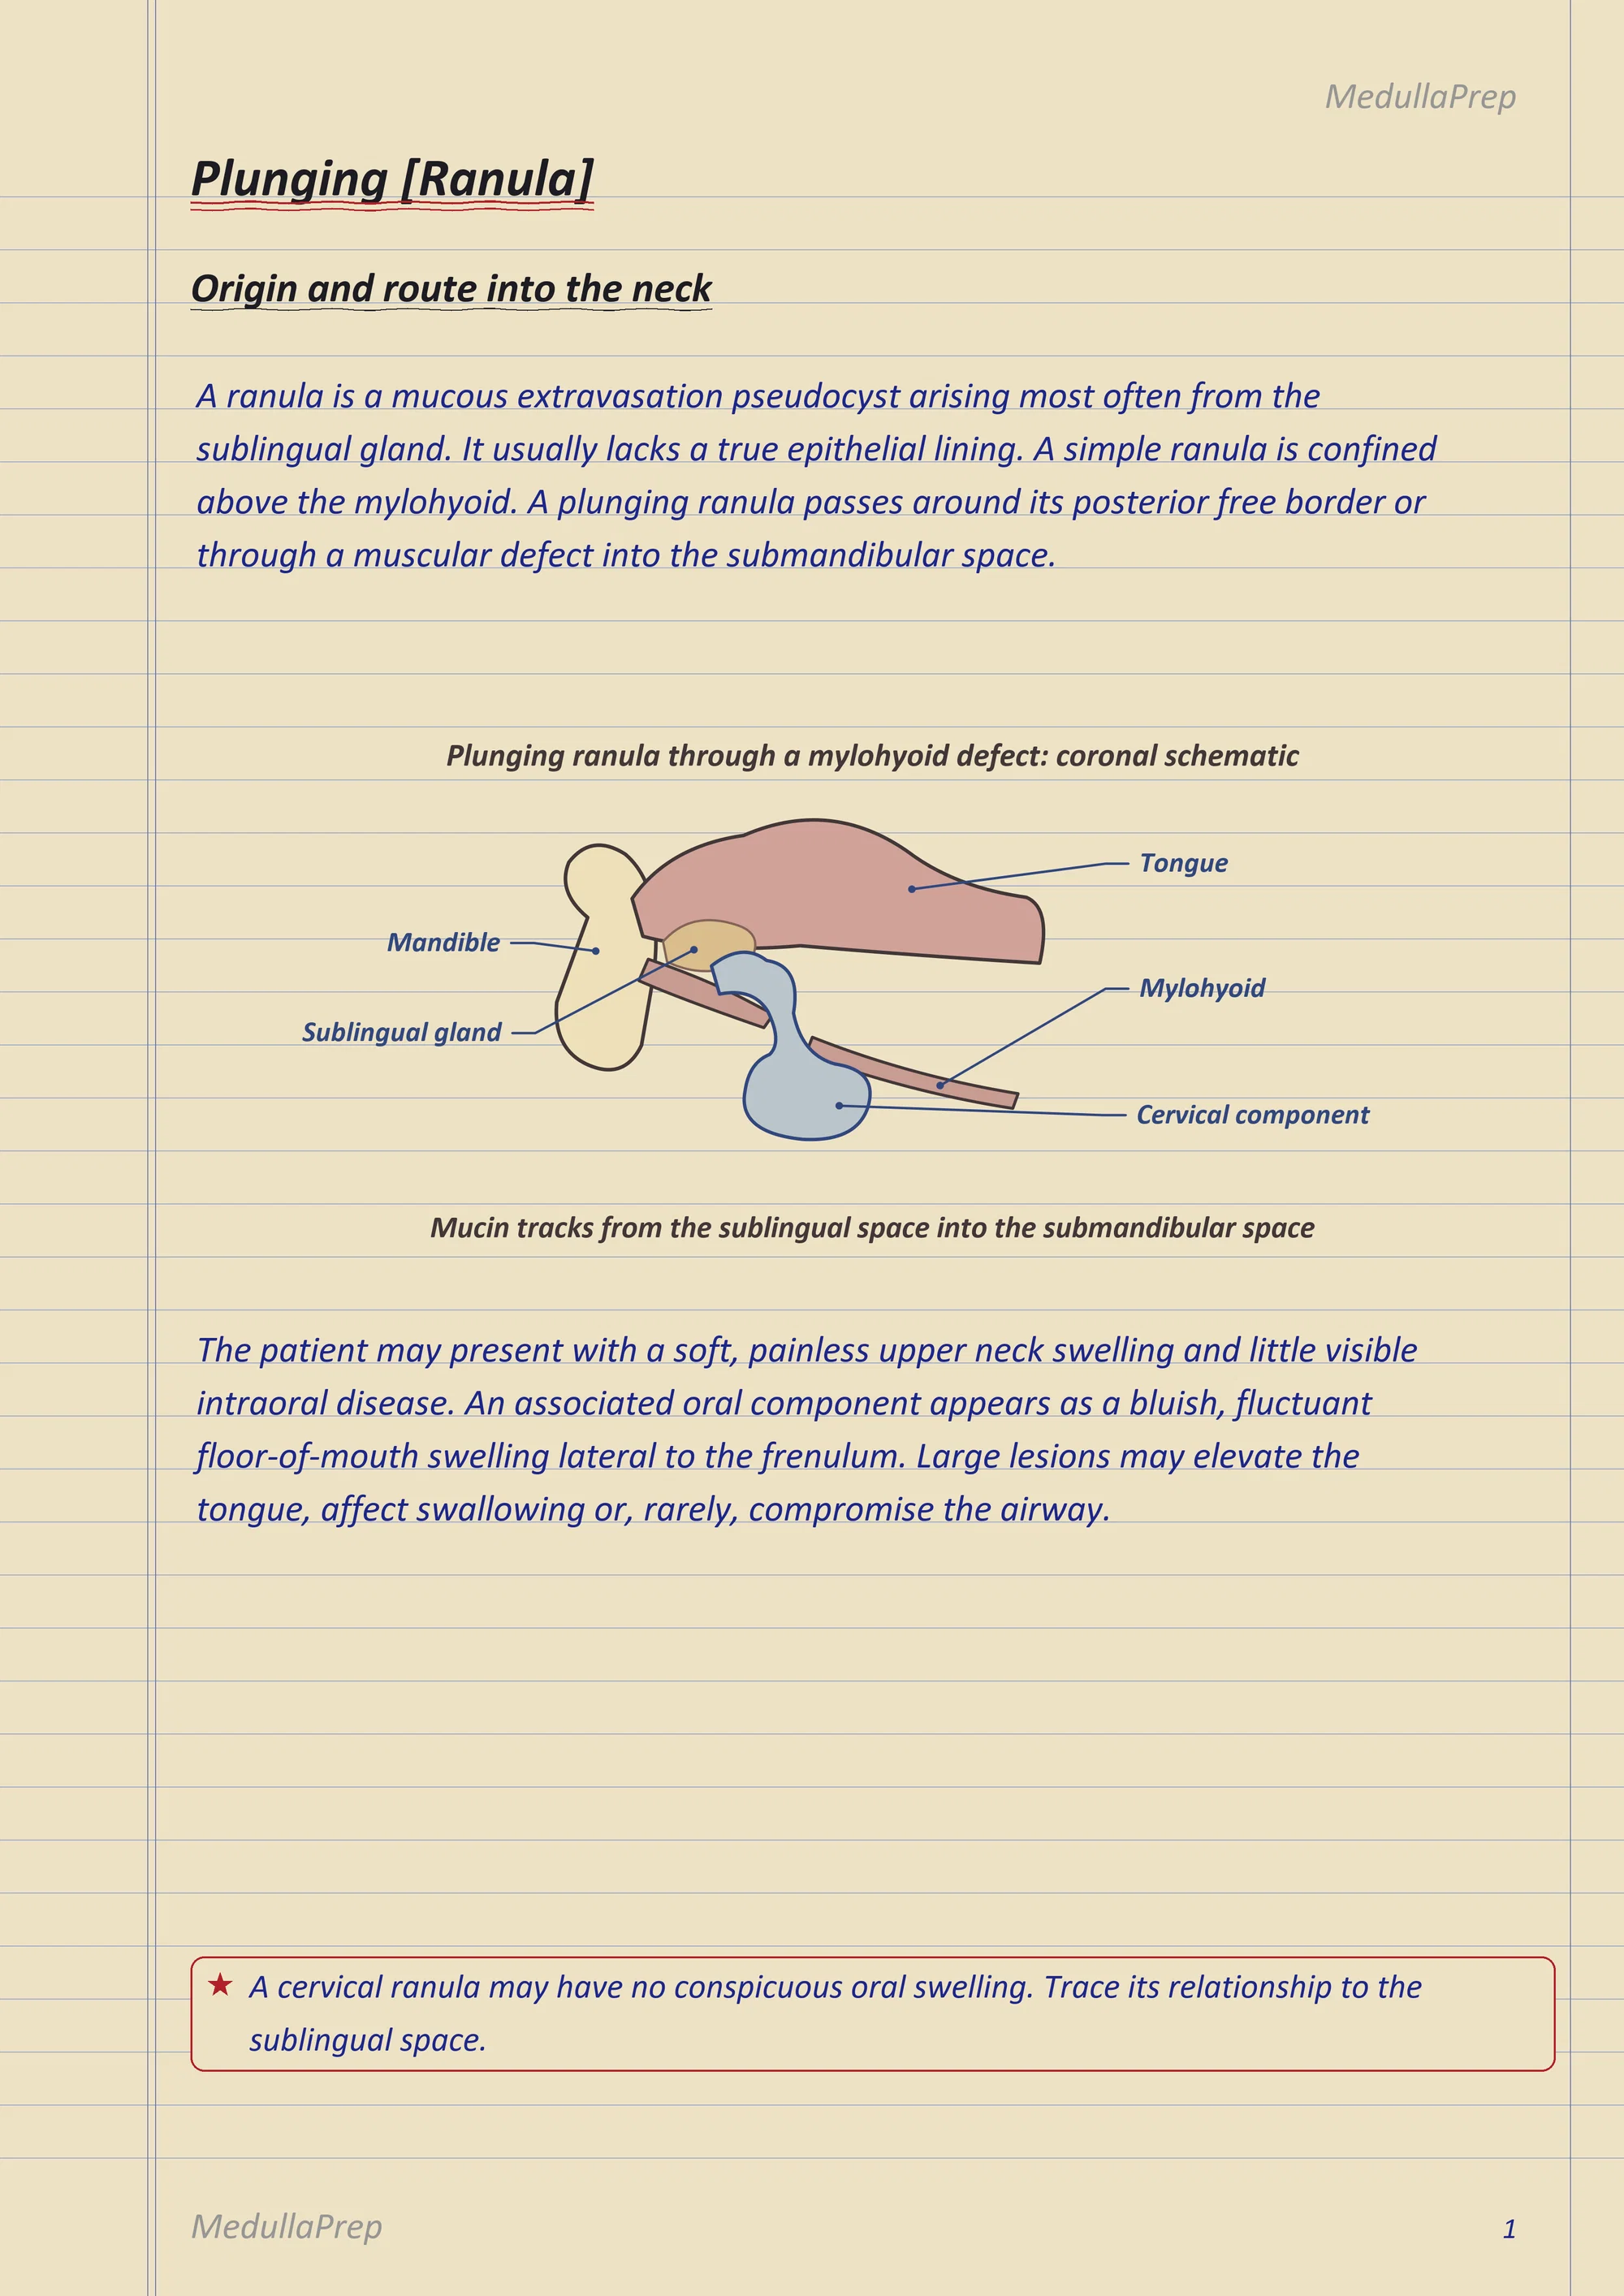 MedullaPrep
Plunging [Ranula]
Origin and route into the neck
A ranula is a mucous extravasation pseudocyst arising most often from the
sublingual gland. It usually lacks a true epithelial lining. A simple ranula is confined
above the mylohyoid. A plunging ranula passes around its posterior free border or
through a muscular defect into the submandibular space.
Plunging ranula through a mylohyoid defect: coronal schematic
Tongue
Mandible
Mylohyoid
Sublingual gland
Cervical component
Mucin tracks from the sublingual space into the submandibular space
The patient may present with a soft, painless upper neck swelling and little visible
intraoral disease. An associated oral component appears as a bluish, fluctuant
floor-of-mouth swelling lateral to the frenulum. Large lesions may elevate the
tongue, affect swallowing or, rarely, compromise the airway.
★ A cervical ranula may have no conspicuous oral swelling. Trace its relationship to the
sublingual space.
MedullaPrep
1